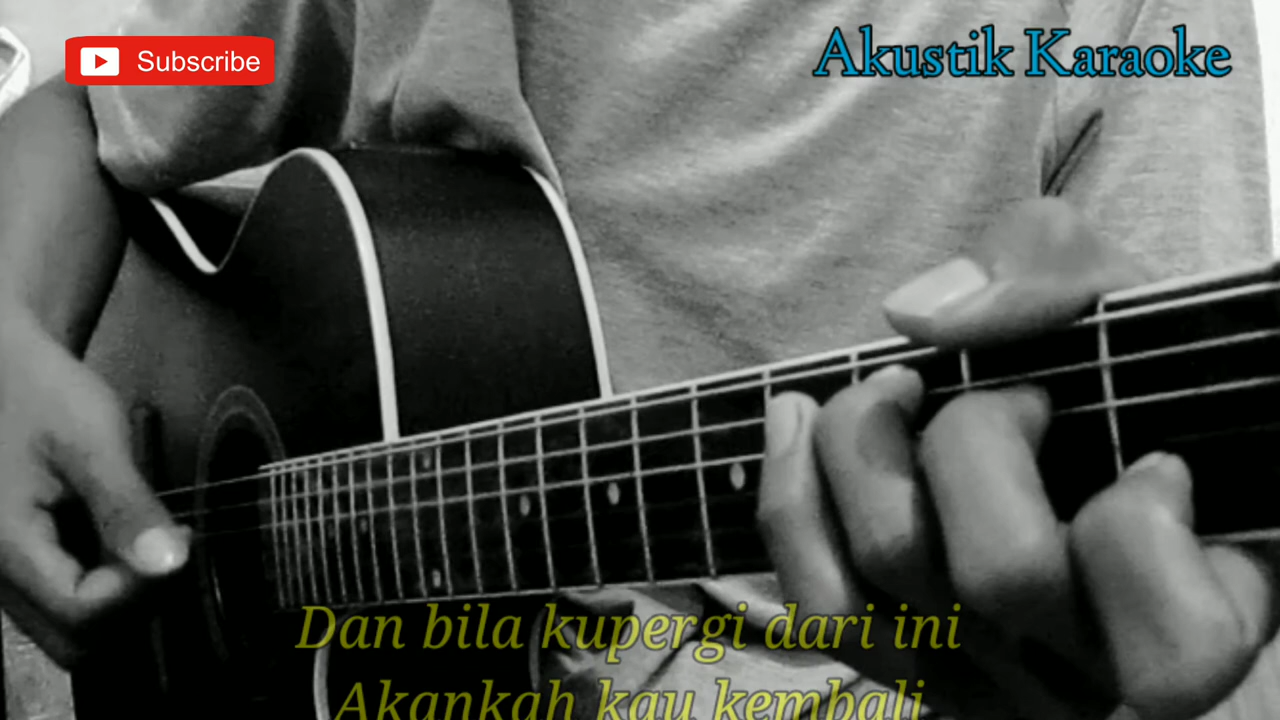 Subscribe
Akustik Karaoke
Dan bila kupergi dari ini
Akankah kau kembali